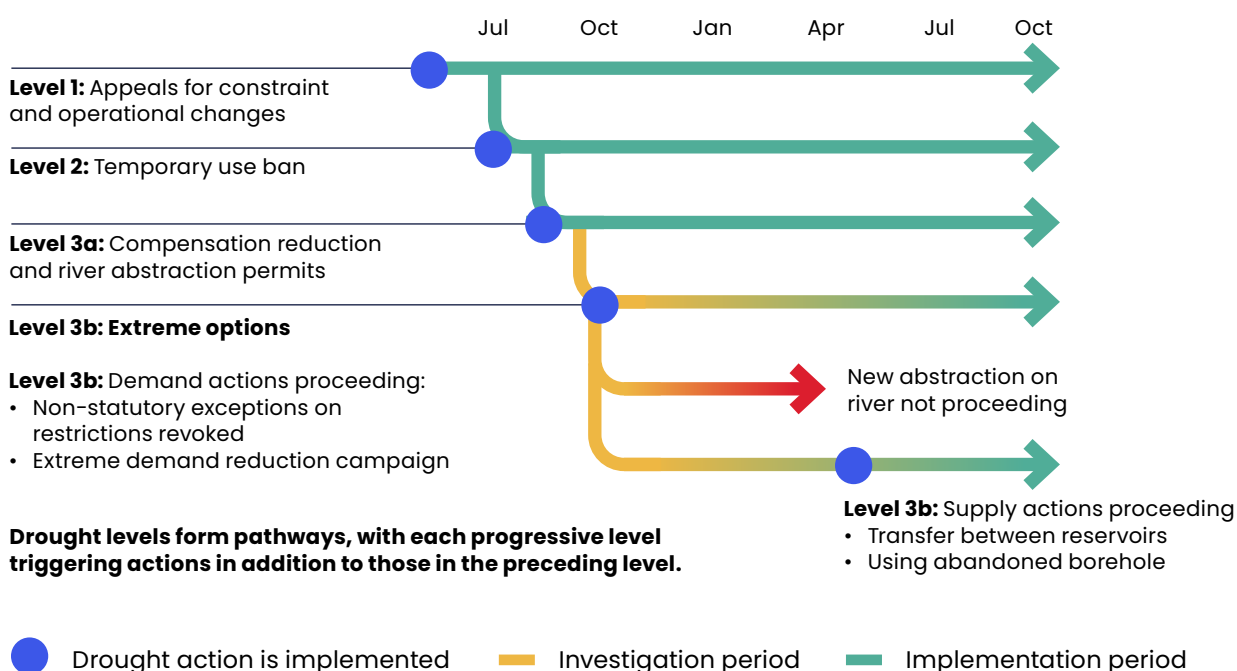 Jul Oct Jan Apr Jul Oct
Level 1: Appeals for constraint
and operational changes
Level 2: Temporary use ban
Level 3a: Compensation reduction
and river abstraction permits
Level 3b: Extreme options
Level 3b: Demand actions proceeding:
• Non-statutory exceptions on
restrictions revoked
• Extreme demand reduction campaign
New abstraction on
river not proceeding
Level 3b: Supply actions proceeding
• Transfer between reservoirs
• Using abandoned borehole
Drought levels form pathways, with each progressive level
triggering actions in addition to those in the preceding level.
Drought action is implemented Investigation period Implementation period